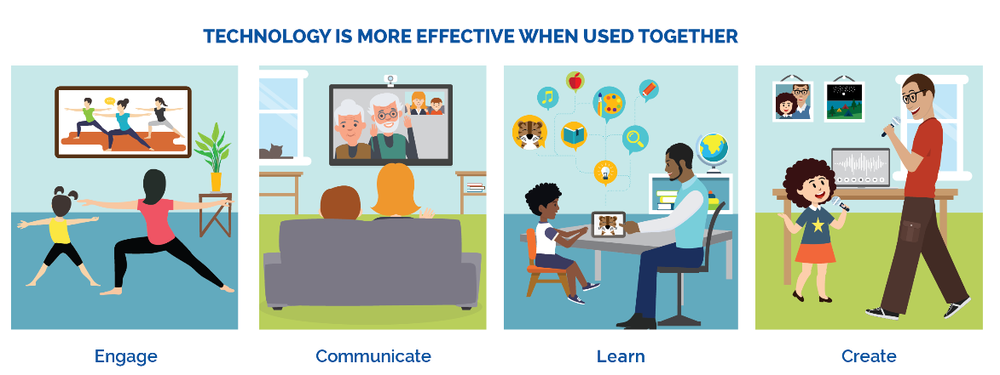 TECHNOLOGY IS MORE EFFECTIVE WHEN USED TOGETHER
Engage
Communicate
Learn
Create